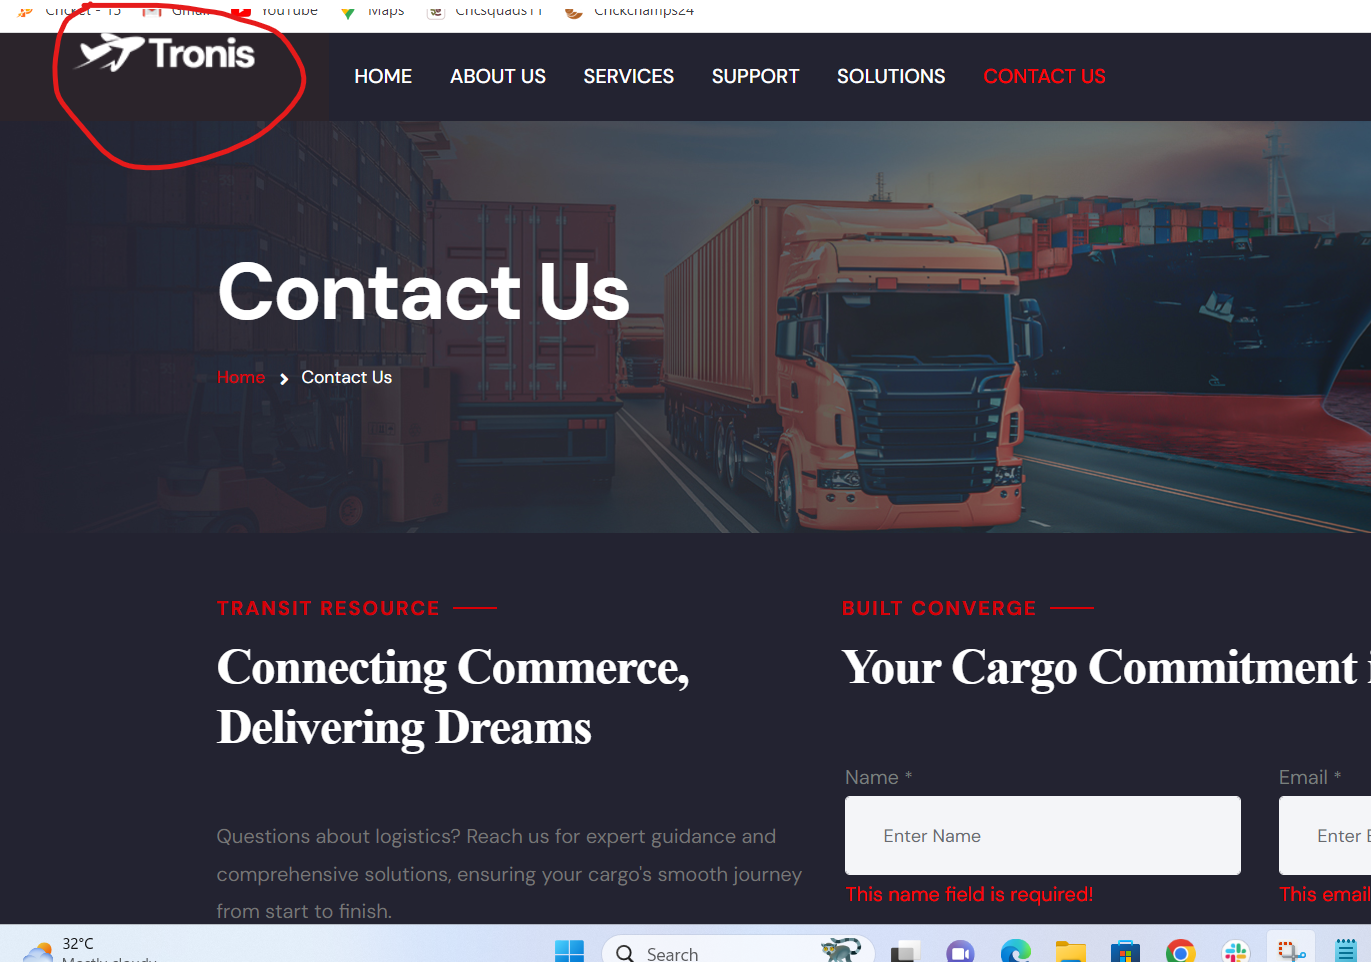 Cricket - 15 Gmail YouTube Maps Cricsquads11 Crickchamps24
Tronis
HOME ABOUT US SERVICES SUPPORT SOLUTIONS CONTACT US
Contact Us
Home Contact Us
TRANSIT RESOURCE
Connecting Commerce,
Delivering Dreams
Questions about logistics? Reach us for expert guidance and
comprehensive solutions, ensuring your cargo's smooth journey
from start to finish.
BUILT CONVERGE
Your Cargo Commitment
Name * Email *
Enter Name Enter
This name field is required! This email
32°C
Mostly cloudy
Search